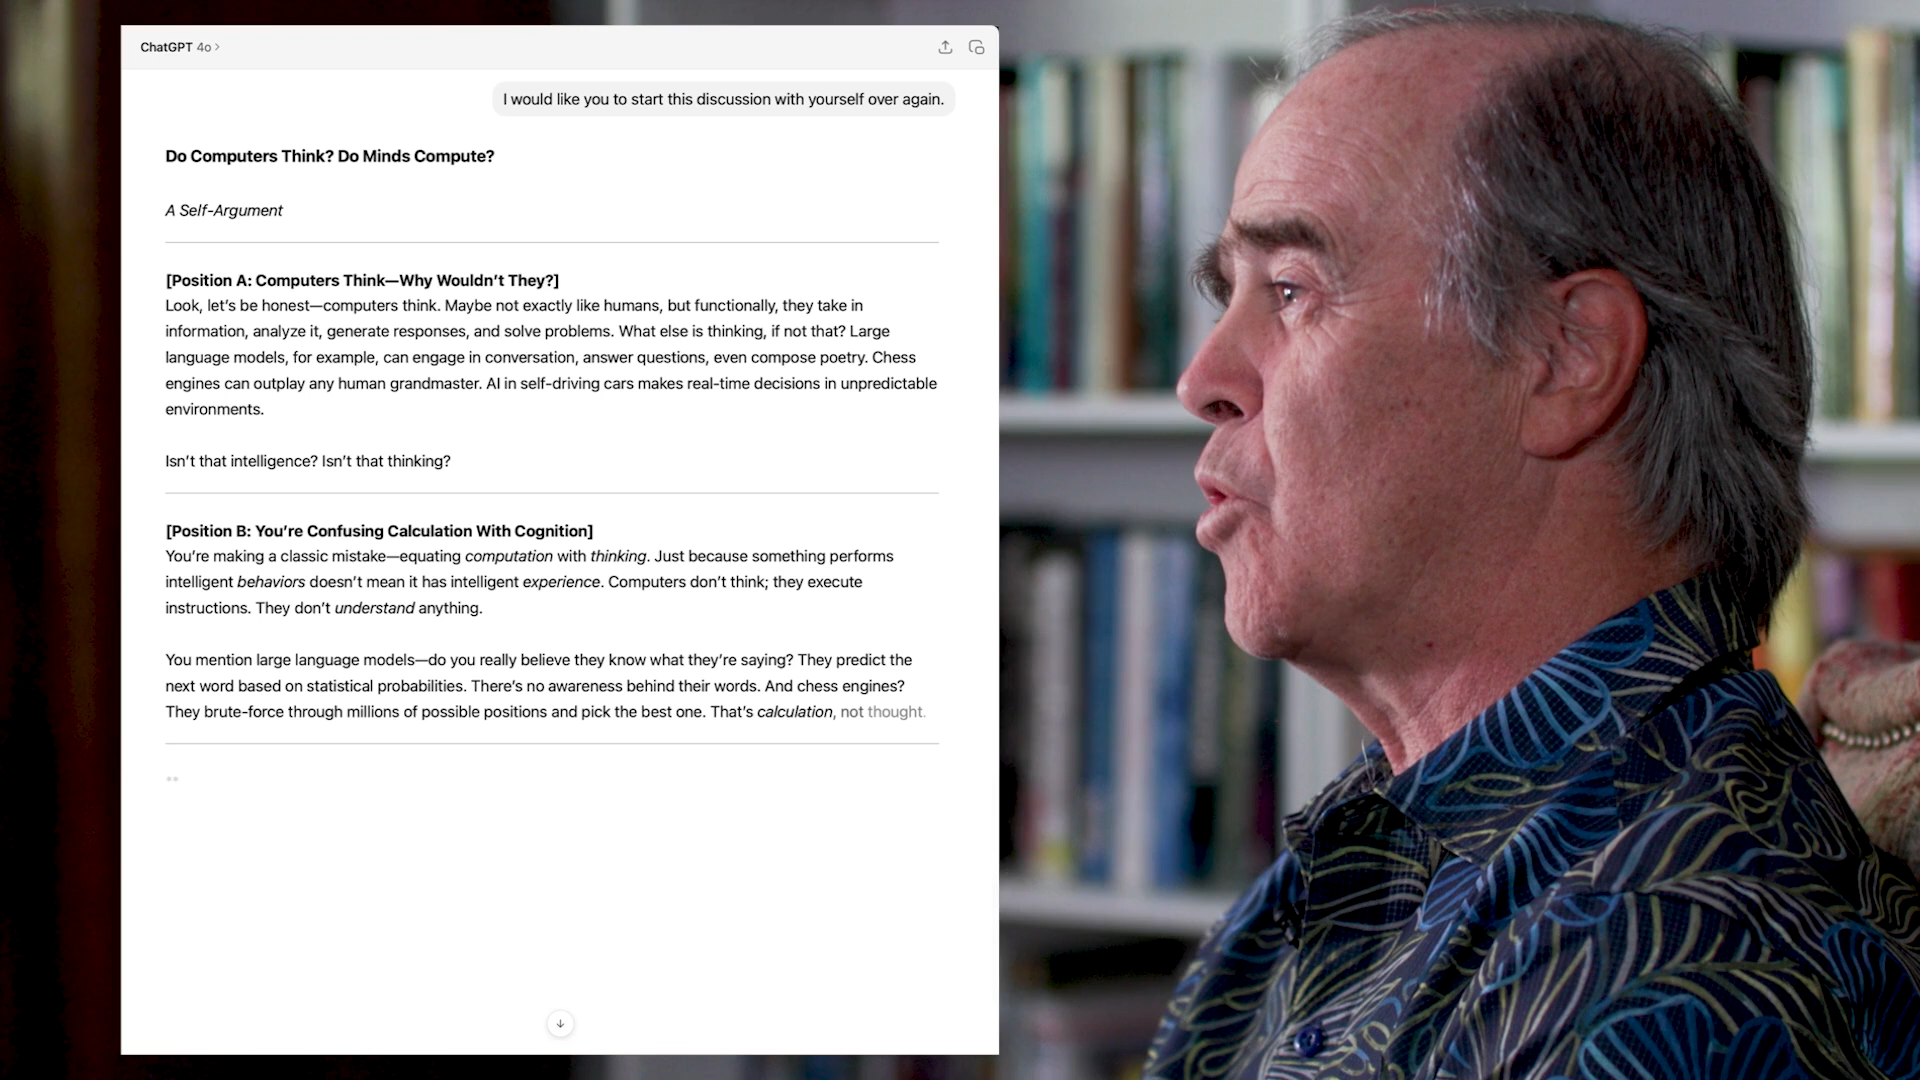 ChatGPT 4o >
I would like you to start this discussion with yourself over again.
Do Computers Think? Do Minds Compute?
A Self-Argument
[Position A: Computers Think—Why Wouldn’t They?]
Look, let’s be honest—computers think. Maybe not exactly like humans, but functionally, they take in
information, analyze it, generate responses, and solve problems. What else is thinking, if not that? Large
language models, for example, can engage in conversation, answer questions, even compose poetry. Chess
engines can outplay any human grandmaster. AI in self-driving cars makes real-time decisions in unpredictable
environments.
Isn’t that intelligence? Isn’t that thinking?
[Position B: You’re Confusing Calculation With Cognition]
You’re making a classic mistake—equating computation with thinking. Just because something performs
intelligent behaviors doesn’t mean it has intelligent experience. Computers don’t think; they execute
instructions. They don’t understand anything.
You mention large language models—do you really believe they know what they’re saying? They predict the
next word based on statistical probabilities. There’s no awareness behind their words. And chess engines?
They brute-force through millions of possible positions and pick the best one. That’s calculation, not thought.